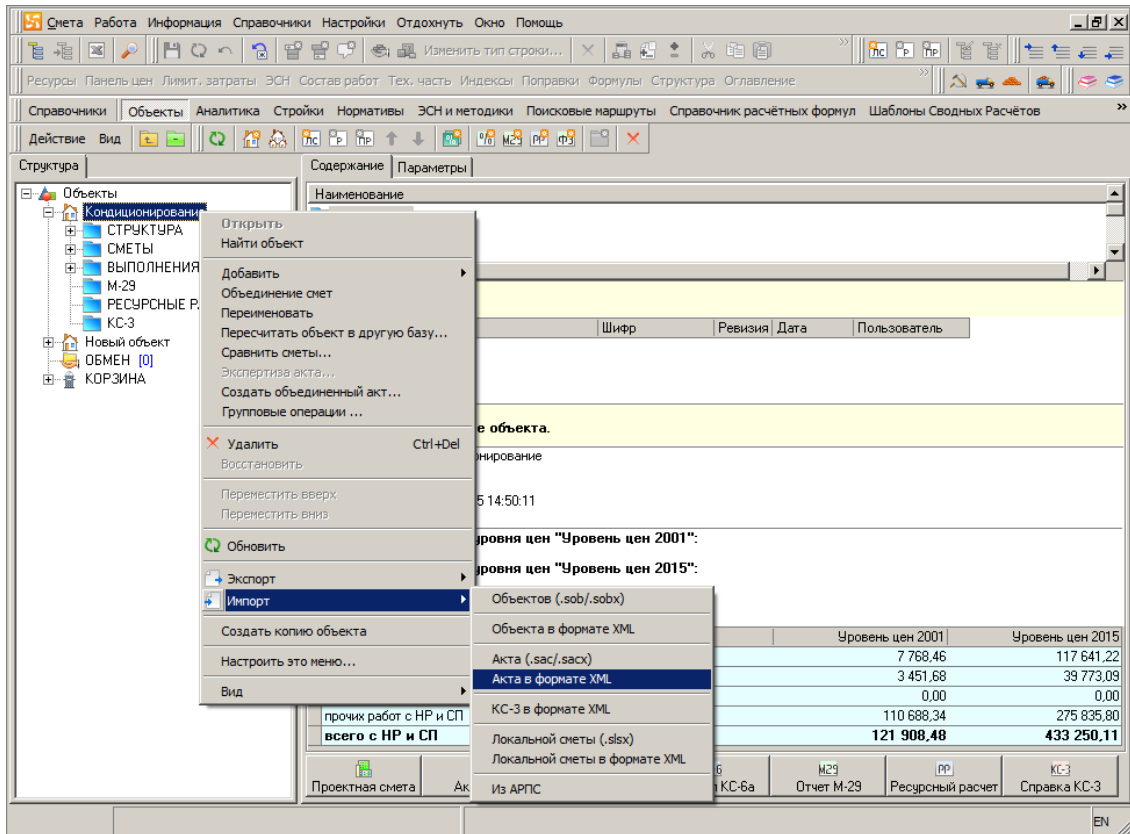 Смета Работа Информация Справочники Настройки Отдохнуть Окно Помощь
Изменить тип строки...
Ресурсы Панель цен Лимит. затраты ЭСН Состав работ Тех. часть Индексы Поправки Формулы Структура Оглавление
Справочники Объекты Аналитика Стройки Нормативы ЭСН и методики Поисковые маршруты Справочник расчётных формул Шаблоны Сводных Расчётов
Действие Вид
Структура
Содержание Параметры
Объекты
Кондиционирование
СТРУКТУРА
СМЕТЫ
ВЫПОЛНЕНИЯ
М-29
РЕСУРСНЫЕ Р.
КС-3
Новый объект
ОБМЕН [0]
КОРЗИНА
Открыть
Найти объект
Добавить
Объединение смет
Переименовать
Пересчитать объект в другую базу...
Сравнить сметы...
Экспертиза акта...
Создать объединенный акт...
Групповые операции ...
Удалить Ctrl+Del
Восстановить
Переместить вверх
Переместить вниз
Обновить
Экспорт
Импорт
Создать копию объекта
Настроить это меню...
Вид
Объектов (.sob/.sobx)
Объекта в формате XML
Акта (.sac/.sacx)
Акта в формате XML
КС-3 в формате XML
Локальной сметы (.slsx)
Локальной сметы в формате XML
Из АРПС
Наименование
Шифр Ревизия Дата Пользователь
е объекта.
онирование
5 14:50:11
уровня цен "Уровень цен 2001":
уровня цен "Уровень цен 2015":
Уровень цен 2001 Уровень цен 2015
7 768,46 117 641,22
3 451,68 39 773,09
0,00 0,00
прочих работ с НР и СП 110 688,34 275 835,80
всего с НР и СП 121 908,48 433 250,11
Проектная смета Ак КС-6а Отчет М-29 Ресурсный расчет Справка КС-3
EN